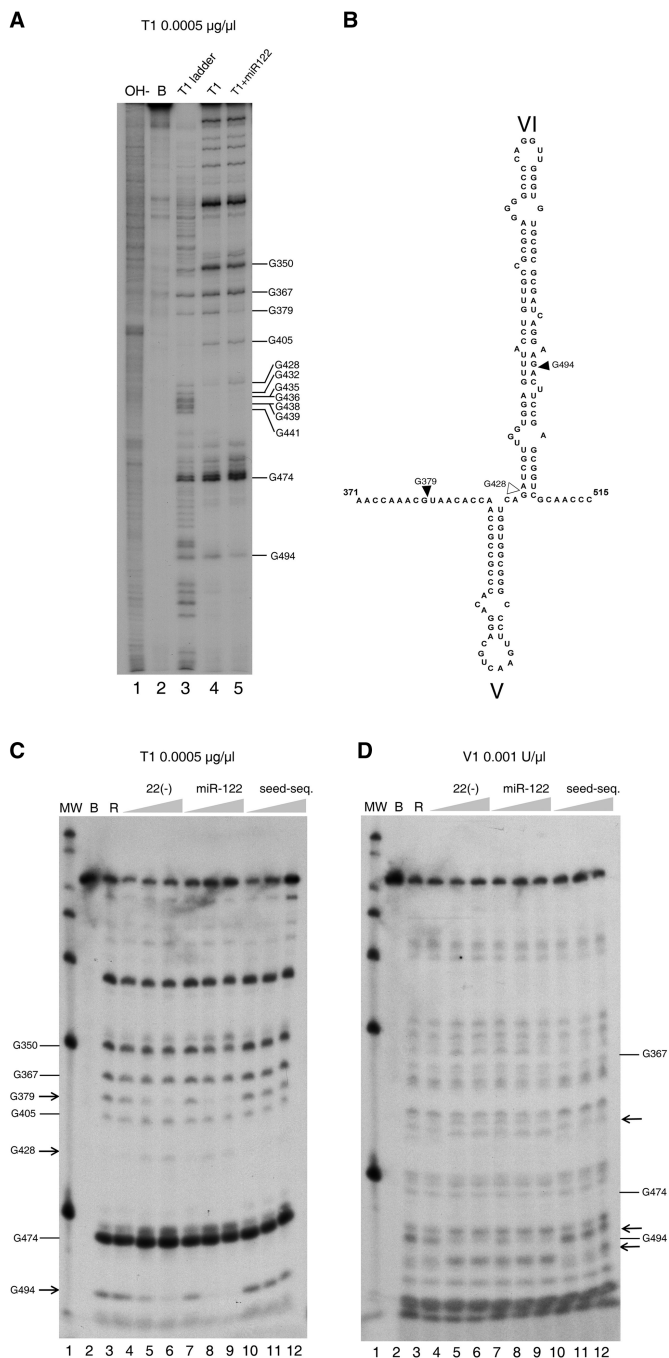 A
T1 0.0005 µg/µl
OH- B T1 ladder T1 T1+miR122
G350
G367
G379
G405
G428
G432
G435
G436
G438
G439
G441
G474
G494
1 2 3 4 5
B
VI
G494
G379
G428
371
AACCAAACGUAACACCA
CA
GCAACCC
515
V
C
T1 0.0005 µg/µl
22(-) miR-122 seed-seq.
MW B R
G350
G367
G379
G405
G428
G474
G494
1 2 3 4 5 6 7 8 9 10 11 12
D
V1 0.001 U/µl
22(-) miR-122 seed-seq.
MW B R
G367
G474
G494
1 2 3 4 5 6 7 8 9 10 11 12